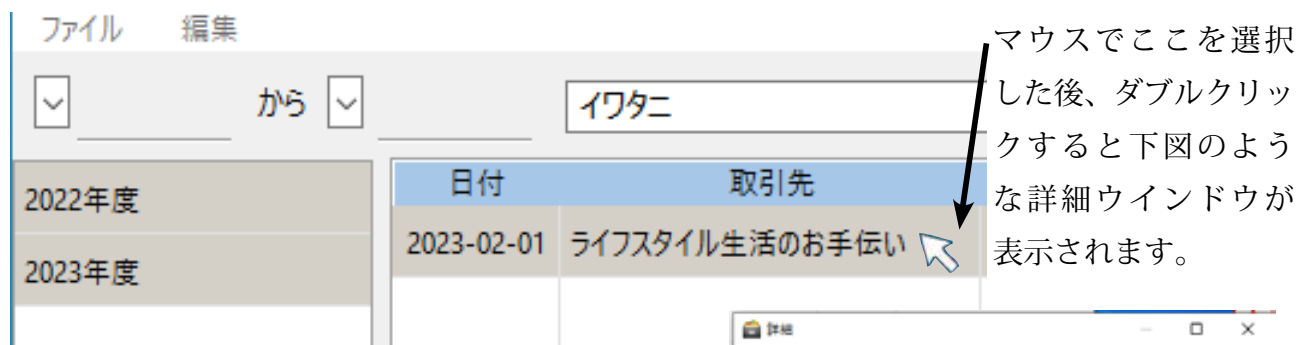 ファイル 編集
から イワタニ
2022年度
2023年度
日付 取引先
2023-02-01 ライフスタイル生活のお手伝い
マウスでここを選択
した後、ダブルクリッ
クすると下図のよう
な詳細ウインドウが
表示されます。
詳細